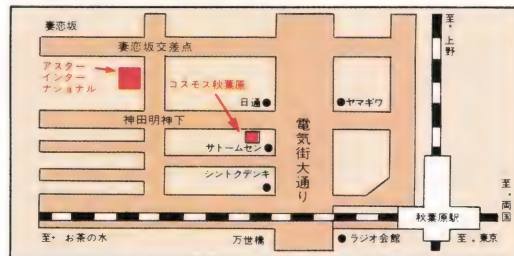 妻恋坂
妻恋坂交差点
アスター
インター
ナショナル
コスモス秋葉原
日通
ヤマギワ
神田明神下
サトームセン
電気街大通り
シントクデンキ
至・上野
至・両国
秋葉原駅
至・お茶の水
万世橋
ラジオ会館
至・東京